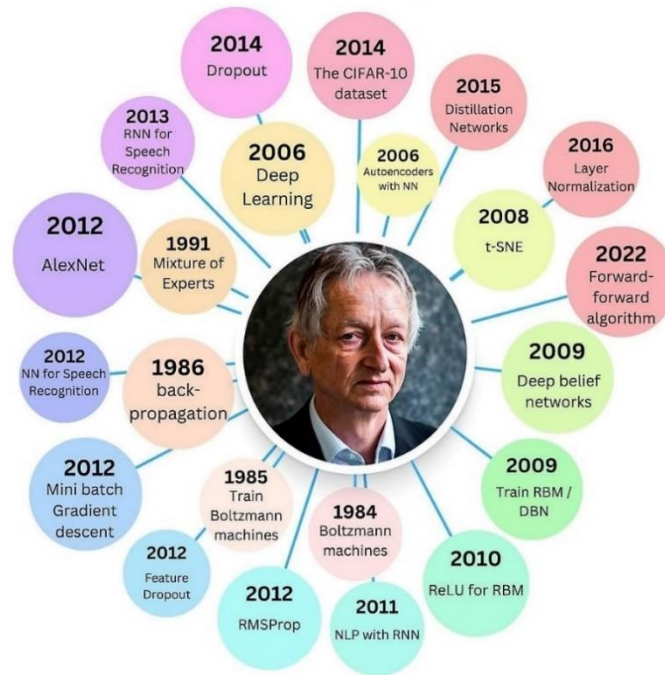 2014
Dropout
2014
The CIFAR-10
dataset
2015
Distillation
Networks
2013
RNN for
Speech
Recognition
2006
Deep
Learning
2006
Autoencoders
with NN
2016
Layer
Normalization
2012
AlexNet
1991
Mixture of
Experts
2008
t-SNE
2022
Forward-
forward
algorithm
2012
NN for Speech
Recognition
1986
back-
propagation
2009
Deep belief
networks
2012
Mini batch
Gradient
descent
1985
Train
Boltzmann
machines
1984
Boltzmann
machines
2009
Train RBM /
DBN
2012
Feature
Dropout
2012
RMSProp
2011
NLP with RNN
2010
ReLU for RBM